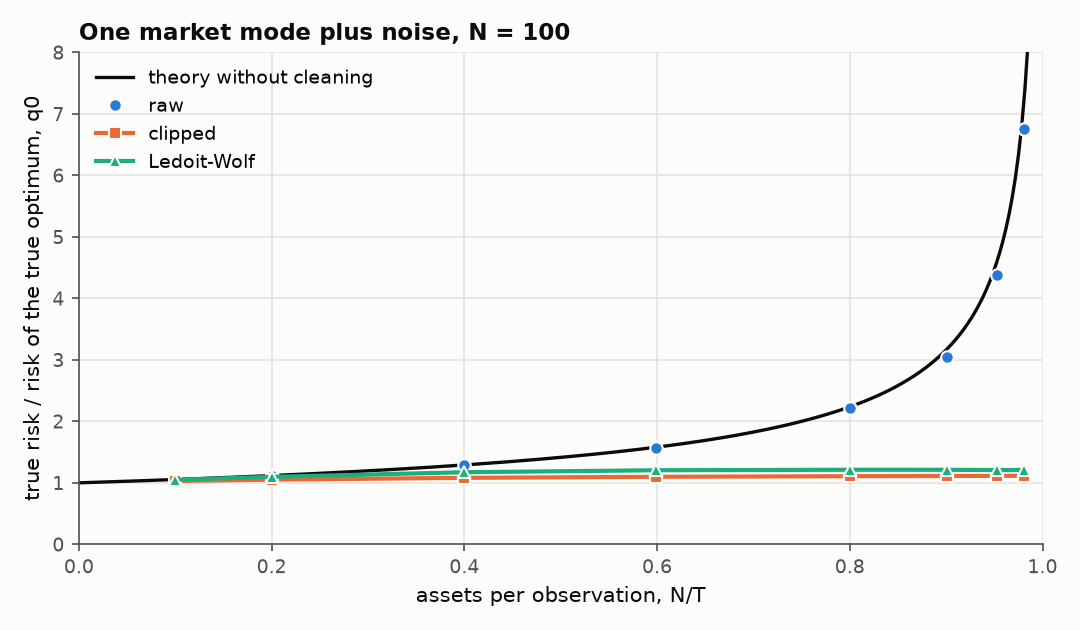 One market mode plus noise, N = 100
true risk / risk of the true optimum, q0
8
7
6
5
4
3
2
1
0
theory without cleaning
raw
clipped
Ledoit-Wolf
0.0
0.2
0.4
0.6
0.8
1.0
assets per observation, N/T